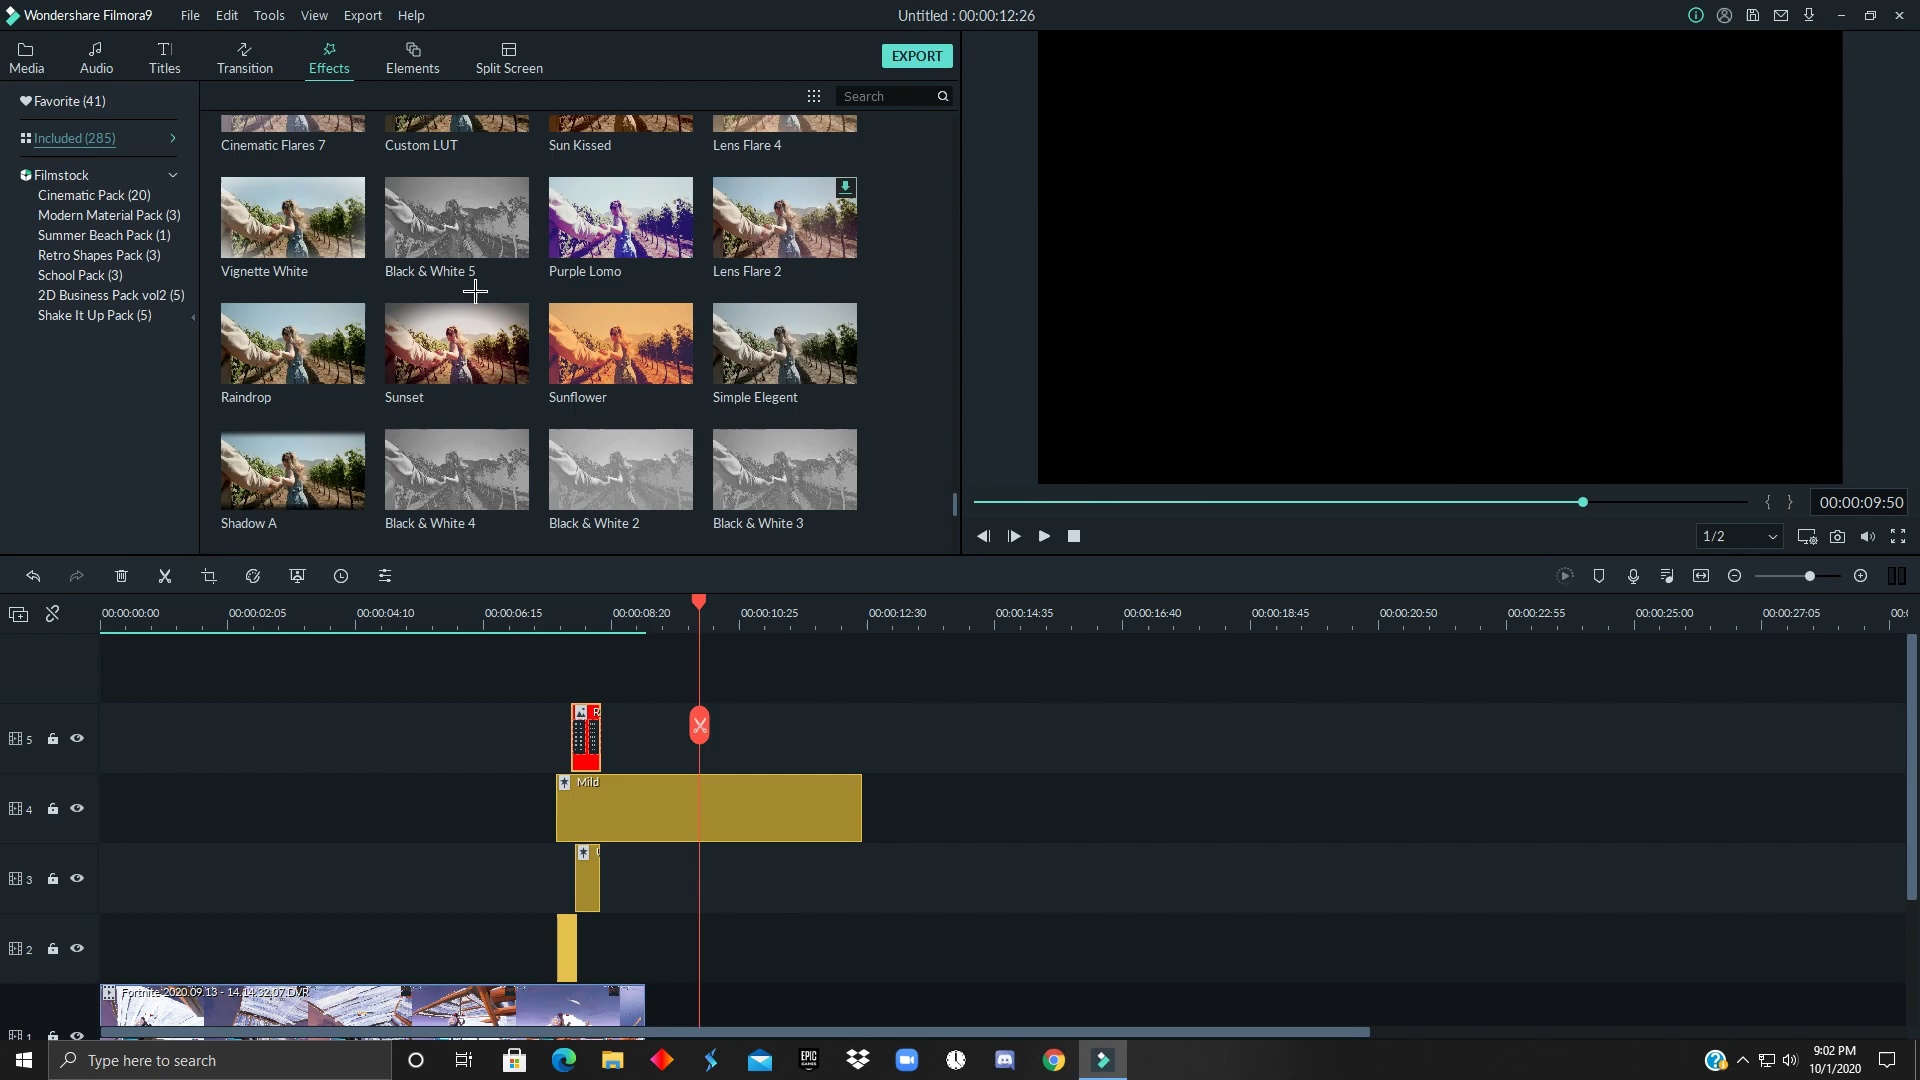 Wondershare Filmora9
File Edit Tools View Export Help
Untitled : 00:00:12:26
Media Audio Titles Transition Effects Elements Split Screen
EXPORT
Favorite (41)
Included (285)
Filmstock
Cinematic Pack (20)
Modern Material Pack (3)
Summer Beach Pack (1)
Retro Shapes Pack (3)
School Pack (3)
2D Business Pack vol2 (5)
Shake It Up Pack (5)
Search
Cinematic Flares 7 Custom LUT Sun Kissed Lens Flare 4
Vignette White Black & White 5 Purple Lomo Lens Flare 2
Raindrop Sunset Sunflower Simple Elegent
Shadow A Black & White 4 Black & White 2 Black & White 3
{ } 00:00:09:50
1/2
00:00:00:00 00:00:02:05 00:00:04:10 00:00:06:15 00:00:08:20 00:00:10:25 00:00:12:30 00:00:14:35 00:00:16:40 00:00:18:45 00:00:20:50 00:00:22:55 00:00:25:00 00:00:27:05 00:
5 R
4 Mild
3
2
Fortnite 2020.09.13 - 14.14.32.07.DVR
1
Type here to search
EPIC GAMES
9:02 PM
10/1/2020